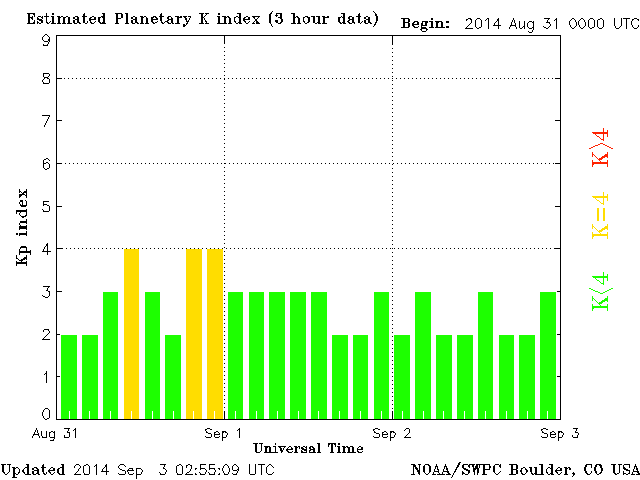 Estimated Planetary K index (3 hour data) Begin: 2014 Aug 31 0000 UTC
9
8
7
6
5
4
3
2
1
0
Kp index
K>4
K=4
K<4
Aug 31 Sep 1 Sep 2 Sep 3
Universal Time
Updated 2014 Sep 3 02:55:09 UTC NOAA/SWPC Boulder, CO USA